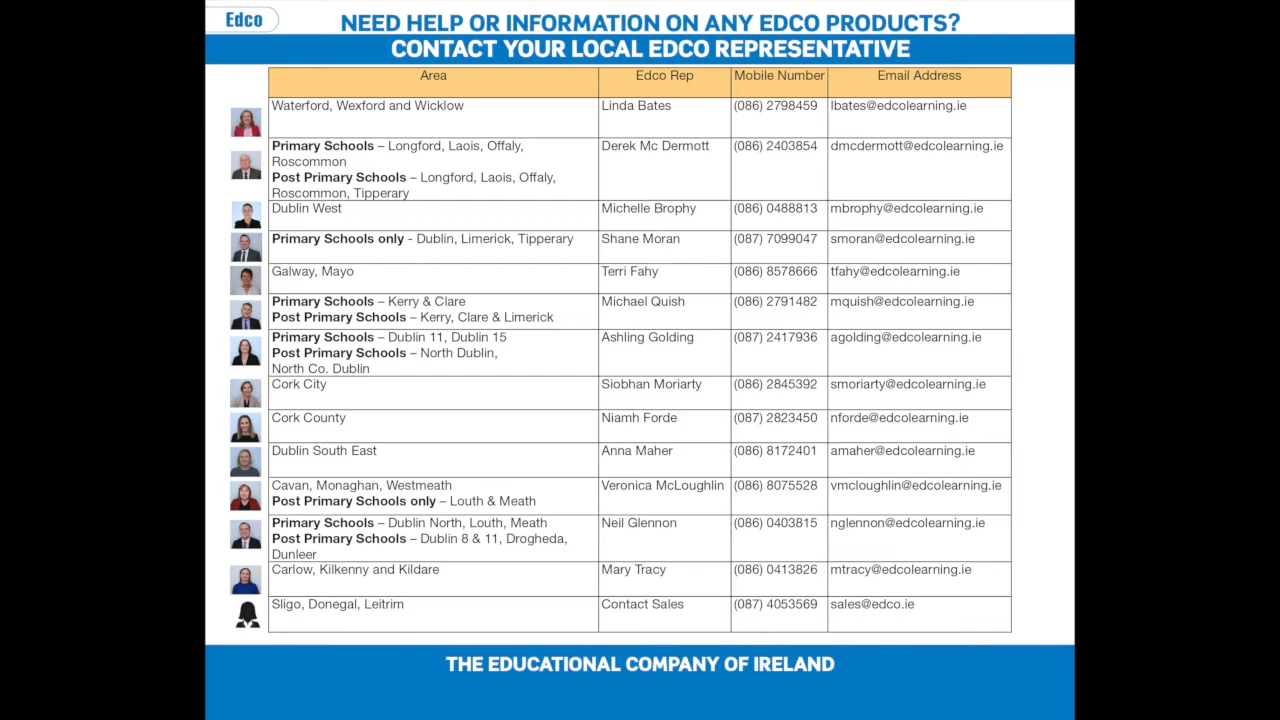 Edco
NEED HELP OR INFORMATION ON ANY EDCO PRODUCTS?
CONTACT YOUR LOCAL EDCO REPRESENTATIVE
Area Edco Rep Mobile Number Email Address
Waterford, Wexford and Wicklow Linda Bates (086) 2798459 lbates@edcolearning.ie
Primary Schools – Longford, Laois, Offaly, Derek Mc Dermott (086) 2403854 dmcdermott@edcolearning.ie
Roscommon
Post Primary Schools – Longford, Laois, Offaly,
Roscommon, Tipperary
Dublin West Michelle Brophy (086) 0488813 mbrophy@edcolearning.ie
Primary Schools only - Dublin, Limerick, Tipperary Shane Moran (087) 7099047 smoran@edcolearning.ie
Galway, Mayo Terri Fahy (086) 8578666 tfahy@edcolearning.ie
Primary Schools – Kerry & Clare Michael Quish (086) 2791482 mquish@edcolearning.ie
Post Primary Schools – Kerry, Clare & Limerick
Primary Schools – Dublin 11, Dublin 15 Ashling Golding (087) 2417936 agolding@edcolearning.ie
Post Primary Schools – North Dublin,
North Co. Dublin
Cork City Siobhan Moriarty (086) 2845392 smoriarty@edcolearning.ie
Cork County Niamh Forde (087) 2823450 nforde@edcolearning.ie
Dublin South East Anna Maher (086) 8172401 amaher@edcolearning.ie
Cavan, Monaghan, Westmeath Veronica McLoughlin (086) 8075528 vmcloughlin@edcolearning.ie
Post Primary Schools only – Louth & Meath
Primary Schools – Dublin North, Louth, Meath Neil Glennon (086) 0403815 nglennon@edcolearning.ie
Post Primary Schools – Dublin 8 & 11, Drogheda,
Dunleer
Carlow, Kilkenny and Kildare Mary Tracy (086) 0413826 mtracy@edcolearning.ie
Sligo, Donegal, Leitrim Contact Sales (087) 4053569 sales@edco.ie
THE EDUCATIONAL COMPANY OF IRELAND